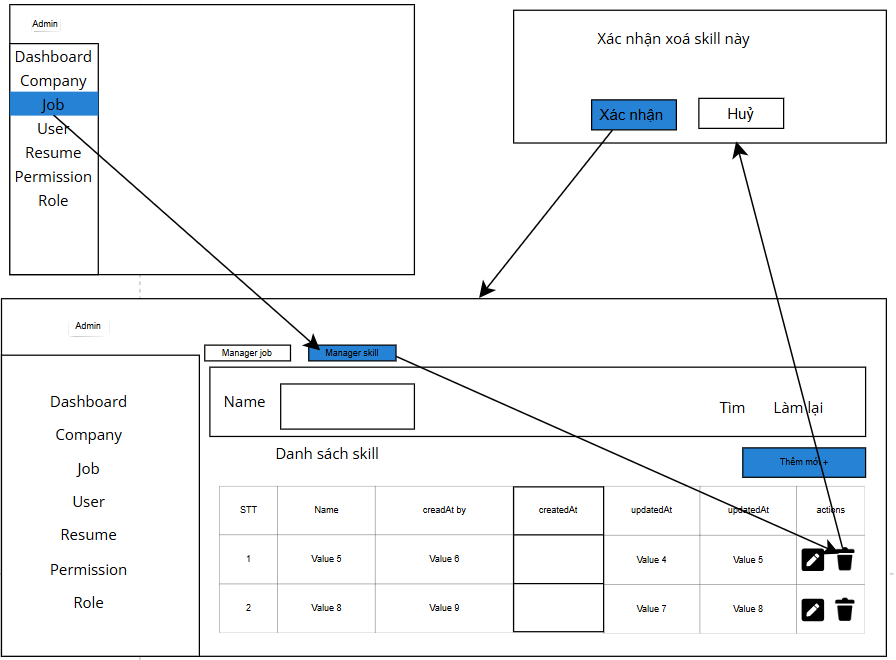 Admin
Dashboard
Company
Job
User
Resume
Permission
Role
Xác nhận xoá skill này
Xác nhận
Huỷ
Admin
Dashboard
Company
Job
User
Resume
Permission
Role
Manager job
Manager skill
Name
Tìm
Làm lại
Danh sách skill
Thêm mới +
STT Name creadAt by createdAt updatedAt updatedAt actions
1 Value 5 Value 6 Value 4 Value 5
2 Value 8 Value 9 Value 7 Value 8